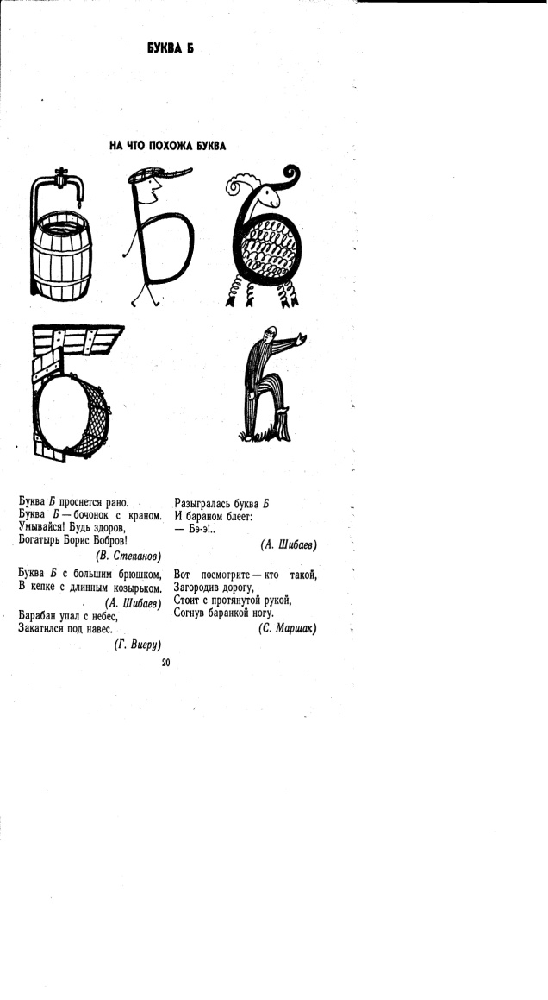 БУКВА Б
НА ЧТО ПОХОЖА БУКВА
Буква Б проснется рано.
Буква Б — бочонок с краном.
Умывайся! Будь здоров,
Богатырь Борис Бобров!
(В. Степанов)
Буква Б с большим брюшком,
В кепке с длинным козырьком.
(А. Шибаев)
Барабан упал с небес,
Закатился под навес.
(Г. Виеру)
Разыгралась буква Б
И бараном блеет:
— Бэ-э!..
(А. Шибаев)
Вот посмотрите — кто такой,
Загородив дорогу,
Стоит с протянутой рукой,
Согнув баранкой ногу.
(С. Маршак)
20